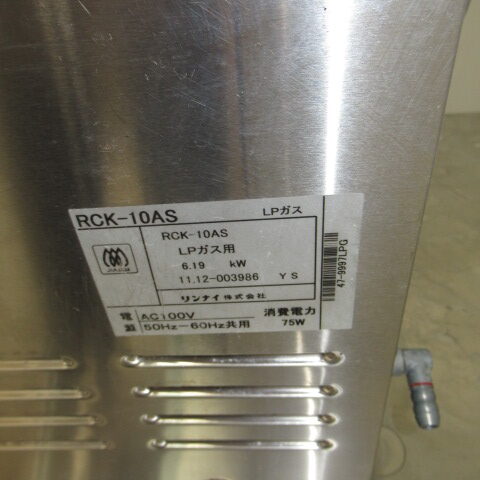 RCK-10AS LPガス
RCK-10AS
LPガス用
6.19 kW
11.12-003986 YS
リンナイ株式会社
電源 AC100V 消費電力
50Hz-60Hz共用 75W
47-9997LPG